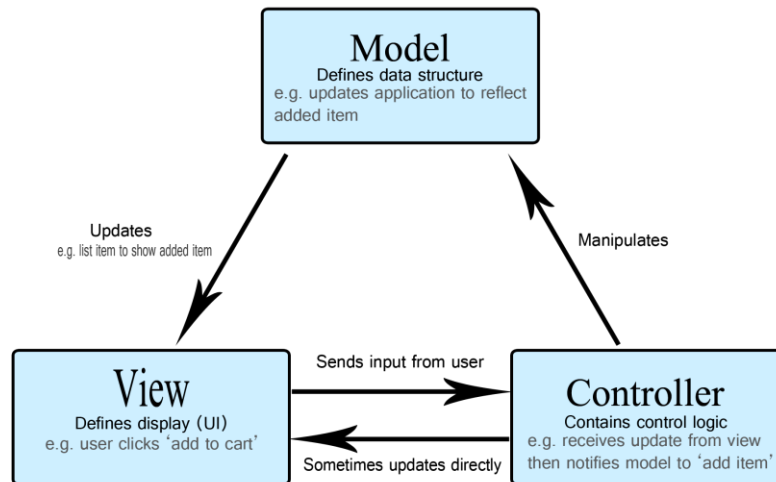 Model
Defines data structure
e.g. updates application to reflect
added item
Updates
e.g. list item to show added item
Manipulates
View
Defines display (UI)
e.g. user clicks ‘add to cart’
Sends input from user
Sometimes updates directly
Controller
Contains control logic
e.g. receives update from view
then notifies model to ‘add item’